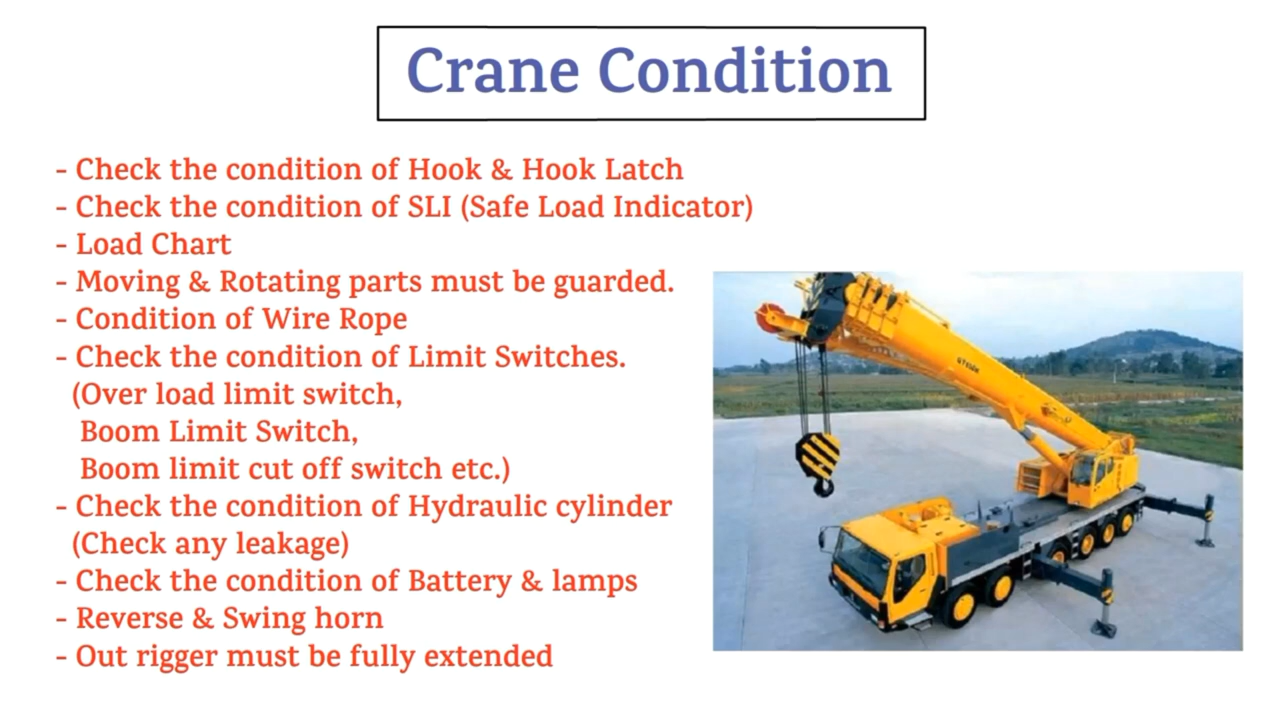 Crane Condition
- Check the condition of Hook & Hook Latch
- Check the condition of SLI (Safe Load Indicator)
- Load Chart
- Moving & Rotating parts must be guarded.
- Condition of Wire Rope
- Check the condition of Limit Switches.
(Over load limit switch,
Boom Limit Switch,
Boom limit cut off switch etc.)
- Check the condition of Hydraulic cylinder
(Check any leakage)
- Check the condition of Battery & lamps
- Reverse & Swing horn
- Out rigger must be fully extended